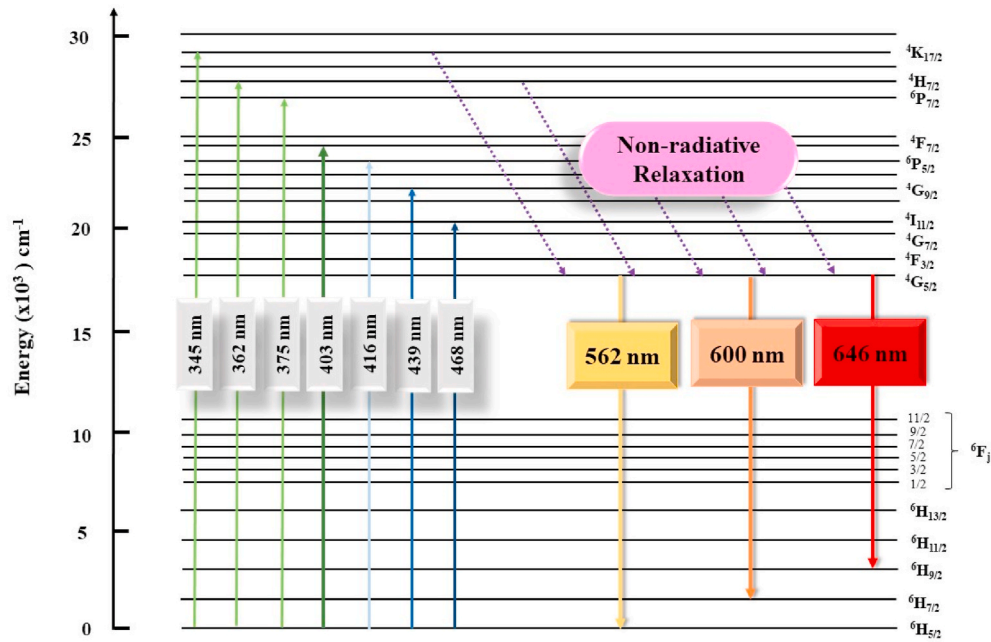 30
25
20
15
10
5
0
Energy (x10³ ) cm⁻¹
345 nm
362 nm
375 nm
403 nm
416 nm
439 nm
468 nm
Non-radiative
Relaxation
562 nm
600 nm
646 nm
⁴K₁₇/₂
⁴H₇/₂
⁶P₇/₂
⁴F₇/₂
⁶P₅/₂
⁴G₉/₂
⁴I₁₁/₂
⁴G₇/₂
⁴F₃/₂
⁴G₅/₂
11/2
9/2
7/2
5/2
3/2
1/2
⁶Fⱼ
⁶H₁₃/₂
⁶H₁₁/₂
⁶H₉/₂
⁶H₇/₂
⁶H₅/₂